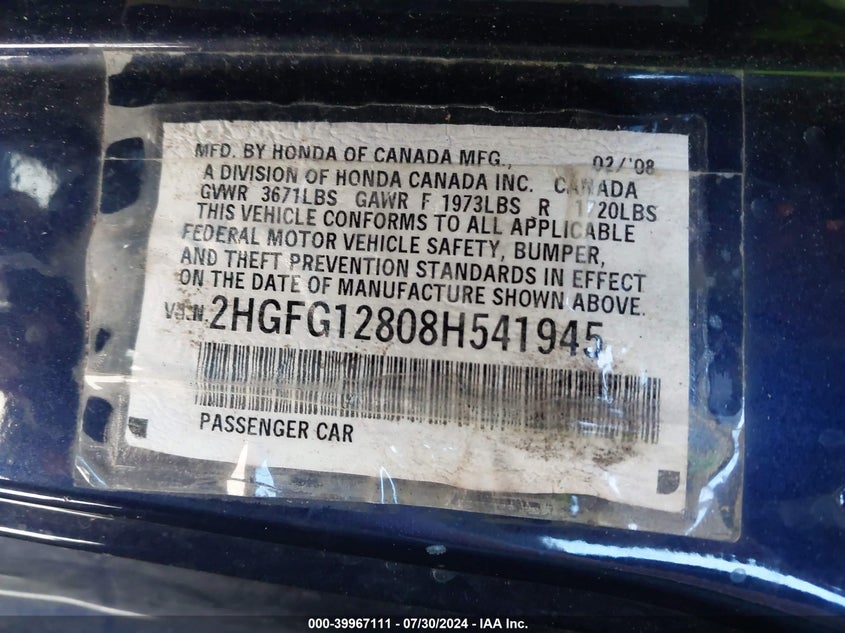 MFD. BY HONDA OF CANADA MFG., 02/'08
A DIVISION OF HONDA CANADA INC. CANADA
GVWR 3671LBS GAWR F 1973LBS R 1720LBS
THIS VEHICLE CONFORMS TO ALL APPLICABLE
FEDERAL MOTOR VEHICLE SAFETY, BUMPER,
AND THEFT PREVENTION STANDARDS IN EFFECT
ON THE DATE OF MANUFACTURE SHOWN ABOVE.
V.I.N. 2HGFG12808H541945
PASSENGER CAR
000-39967111 - 07/30/2024 - IAA Inc.